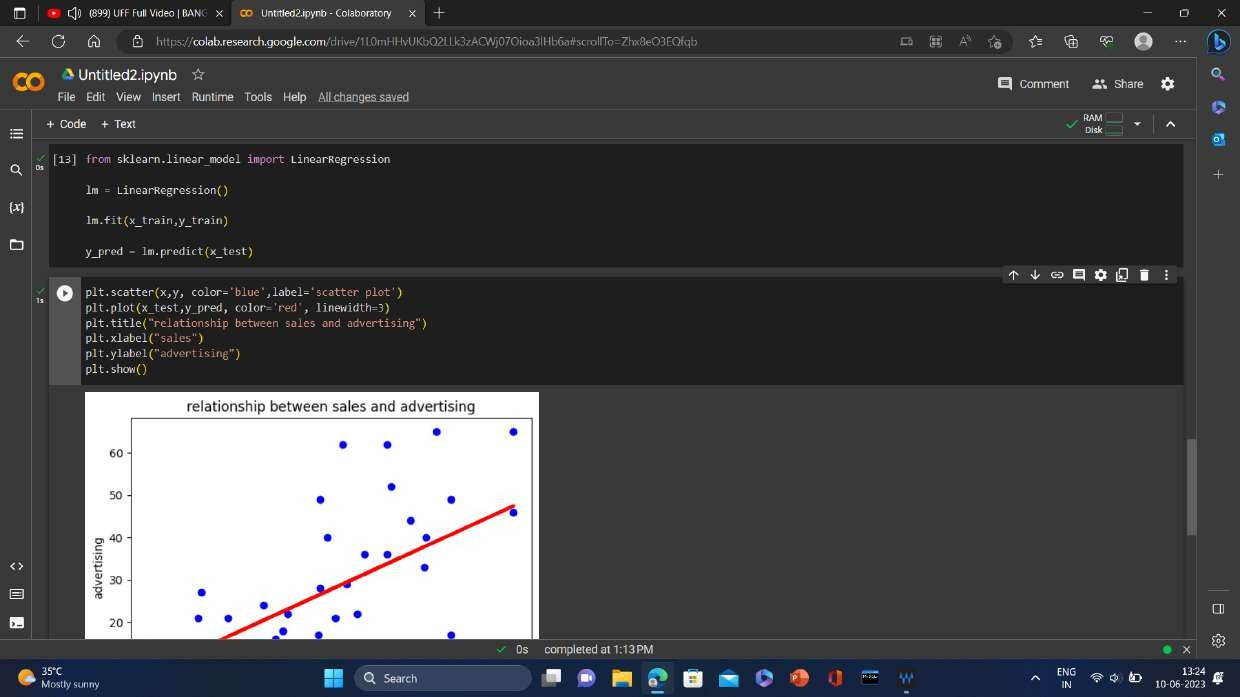 (899) UFF Full Video | BANG
Untitled2.ipynb - Colaboratory
https://colab.research.google.com/drive/1L0mHHvUKbQ2LLk3zACWj07Oioa3lHb6a#scrollTo=Zhx8eO3EQfqb
Untitled2.ipynb
Comment
Share
File Edit View Insert Runtime Tools Help All changes saved
+ Code + Text
RAM
Disk
[13] from sklearn.linear_model import LinearRegression
0s
lm = LinearRegression()
lm.fit(x_train,y_train)
y_pred = lm.predict(x_test)
1s
plt.scatter(x,y, color='blue',label='scatter plot')
plt.plot(x_test,y_pred, color='red', linewidth=3)
plt.title("relationship between sales and advertising")
plt.xlabel("sales")
plt.ylabel("advertising")
plt.show()
relationship between sales and advertising
60
50
40
30
20
advertising
0s completed at 1:13 PM
35°C
Mostly sunny
Search
ENG
IN
13:24
10-06-2023